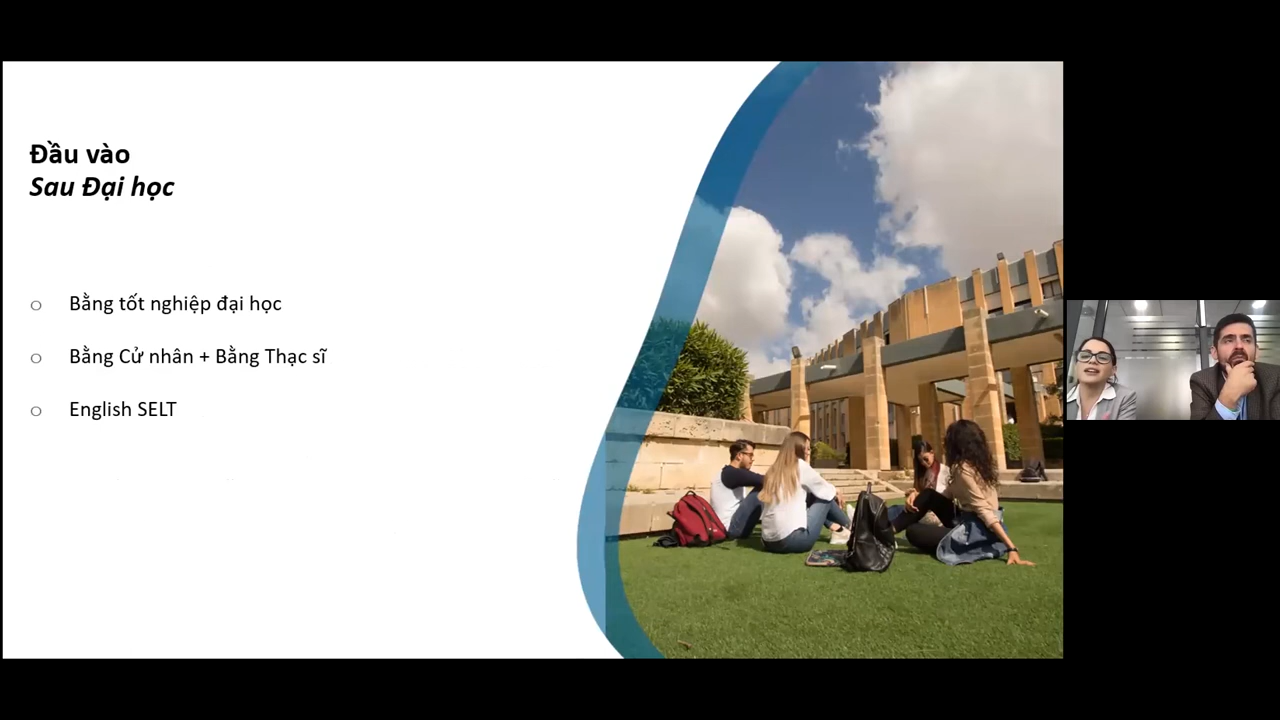 Đầu vào
Sau Đại học
Bằng tốt nghiệp đại học
Bằng Cử nhân + Bằng Thạc sĩ
English SELT